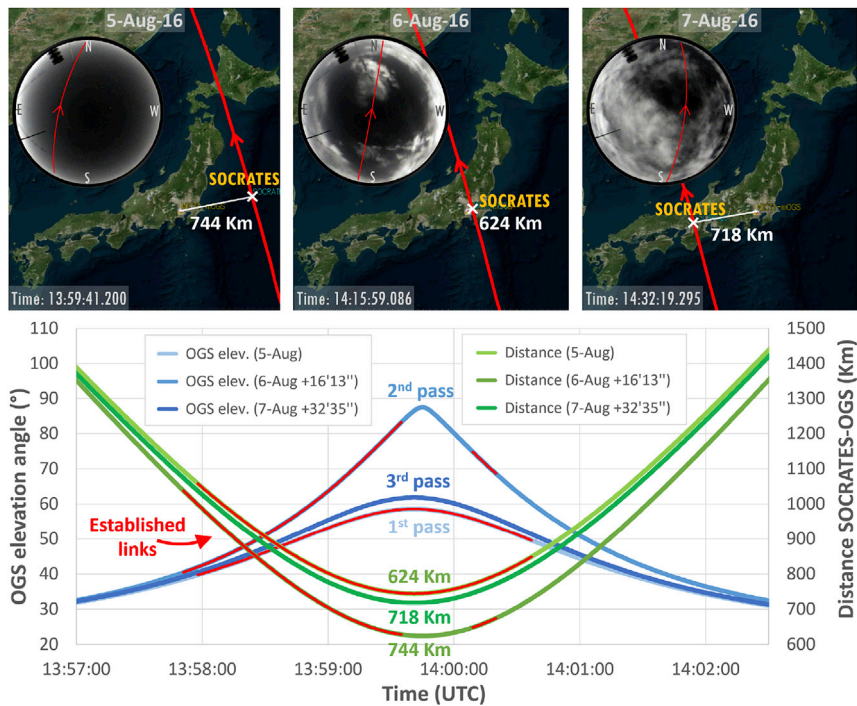 5-Aug-16
N
E
W
S
SOCRATES
744 Km
Time: 13:59:41.200
6-Aug-16
N
E
W
S
SOCRATES
624 Km
Time: 14:15:59.086
7-Aug-16
N
E
W
S
SOCRATES
718 Km
Time: 14:32:19.295
OGS elevation angle (°)
110
100
90
80
70
60
50
40
30
20
OGS elev. (5-Aug)
OGS elev. (6-Aug +16'13")
OGS elev. (7-Aug +32'35")
Distance (5-Aug)
Distance (6-Aug +16'13")
Distance (7-Aug +32'35")
2nd pass
3rd pass
1st pass
Established
links
624 Km
718 Km
744 Km
1500
1400
1300
1200
1100
1000
900
800
700
600
Distance SOCRATES-OGS (Km)
13:57:00
13:58:00
13:59:00
14:00:00
14:01:00
14:02:00
Time (UTC)